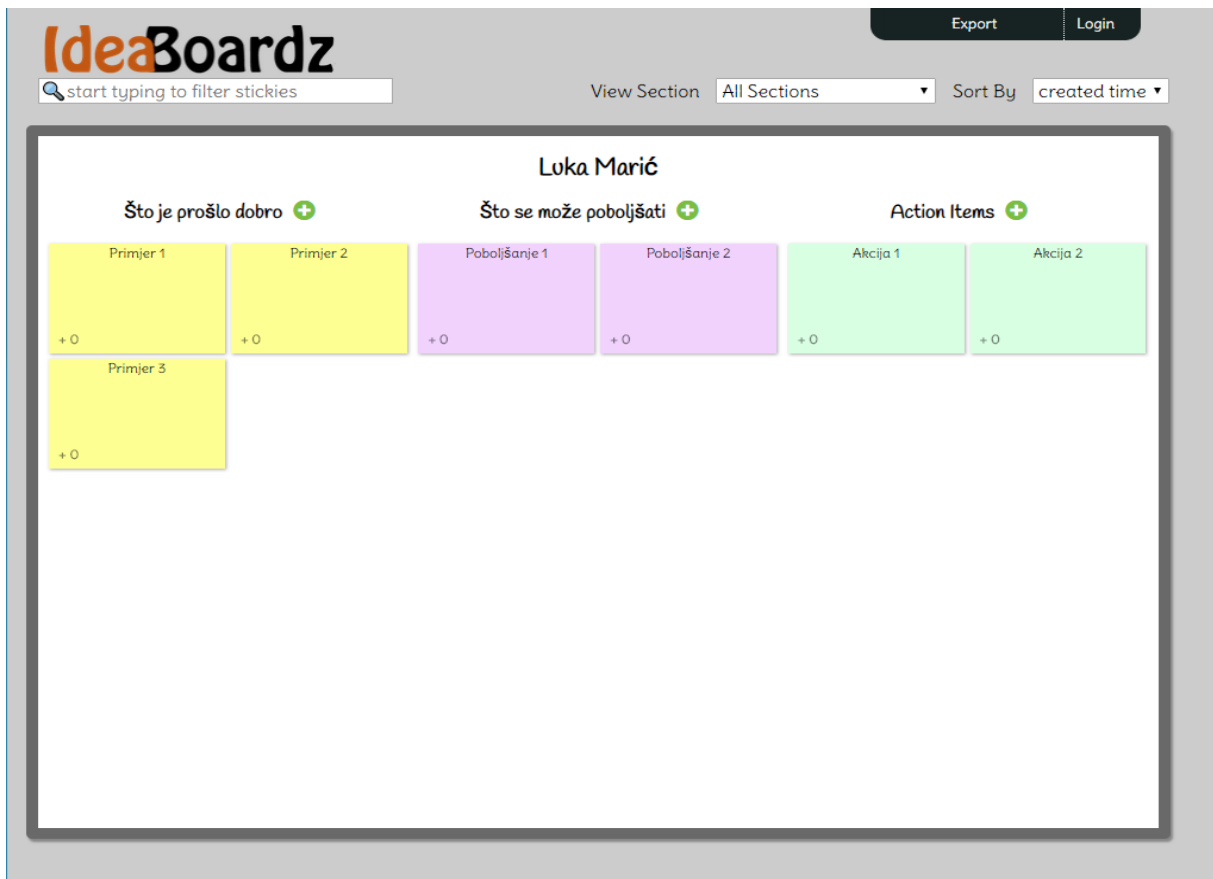 Export Login
IdeaBoardz
start typing to filter stickies View Section All Sections Sort By created time
Luka Marić
Što je prošlo dobro Što se može poboljšati Action Items
Primjer 1 Primjer 2 Poboljšanje 1 Poboljšanje 2 Akcija 1 Akcija 2
+ 0 + 0 + 0 + 0 + 0 + 0
Primjer 3
+ 0